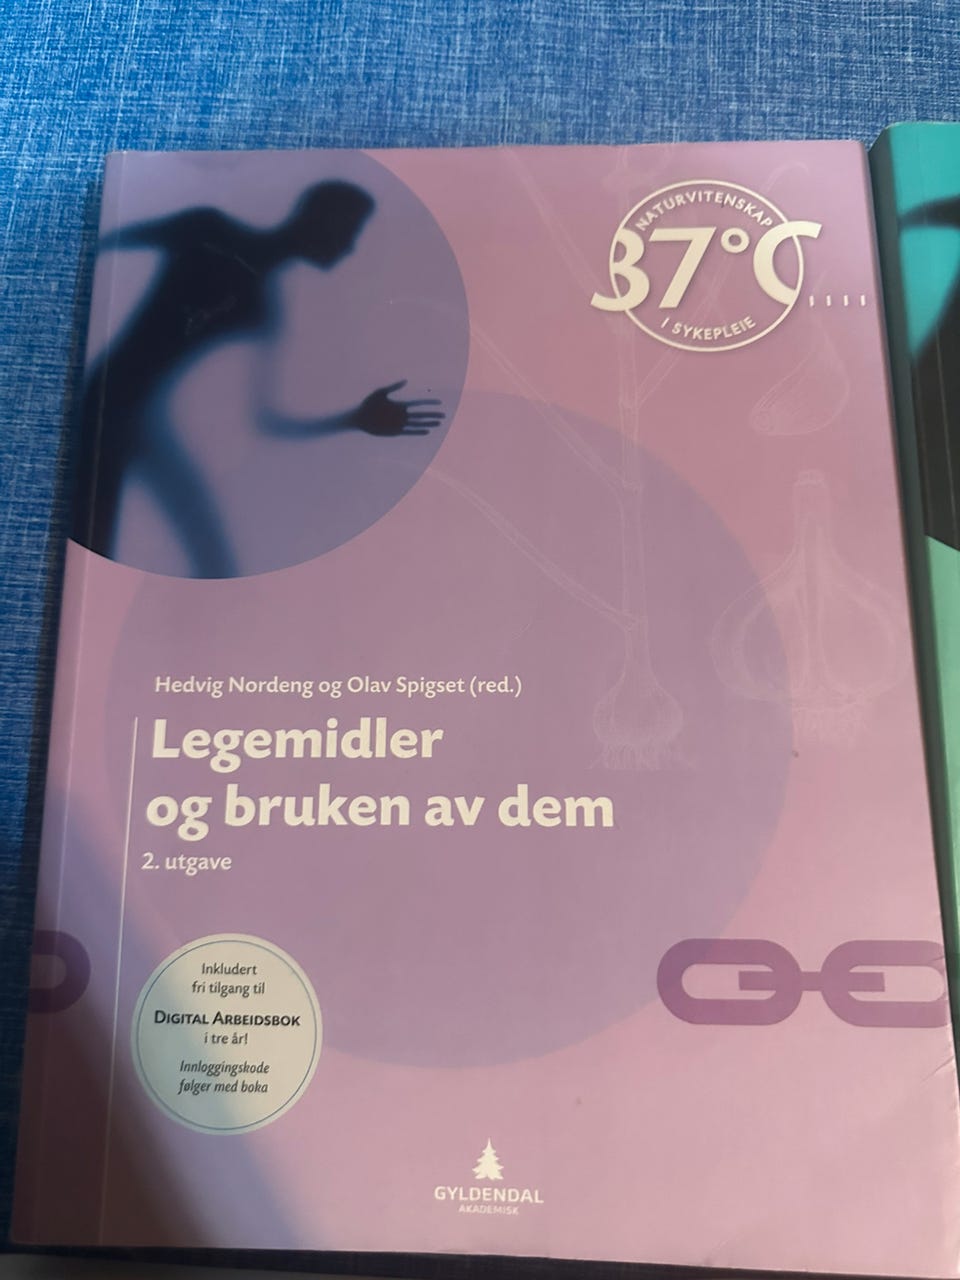 NATURVITENSKAP
37°C
I SYKEPLEIE
Hedvig Nordeng og Olav Spigset (red.)
Legemidler
og bruken av dem
2. utgave
Inkludert
fri tilgang til
DIGITAL ARBEIDSBOK
i tre år!
Innloggingskode
følger med boka
GYLDENDAL
AKADEMISK